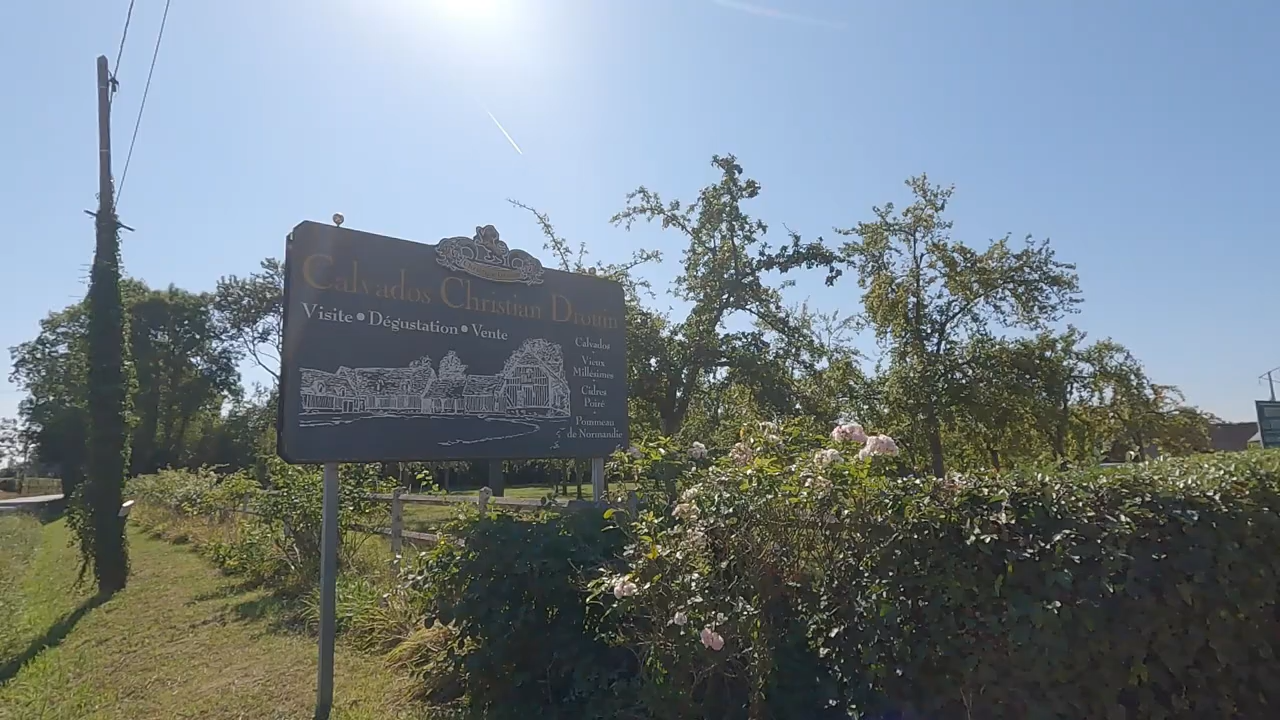 Calvados Christian Drouin
Visite • Dégustation • Vente
Calvados
Vieux
Millésimes
Cidres
Poiré
Pommeau
de Normandie